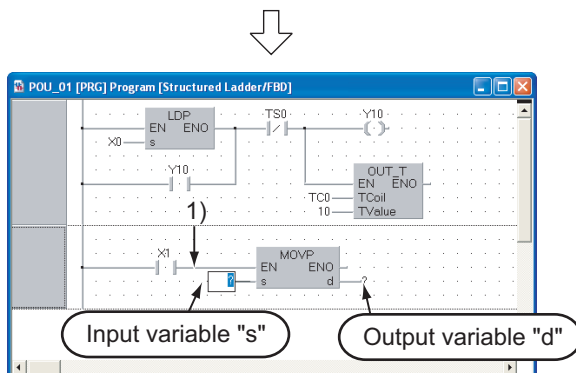 POU_01 [PRG] Program [Structured Ladder/FBD]
LDP
EN ENO
X0 s
TS0
Y10
Y10
OUT_T
EN ENO
TC0 TCoil
10 TValue
1)
X1
MOVP
EN ENO
? s d ?
Input variable "s"
Output variable "d"